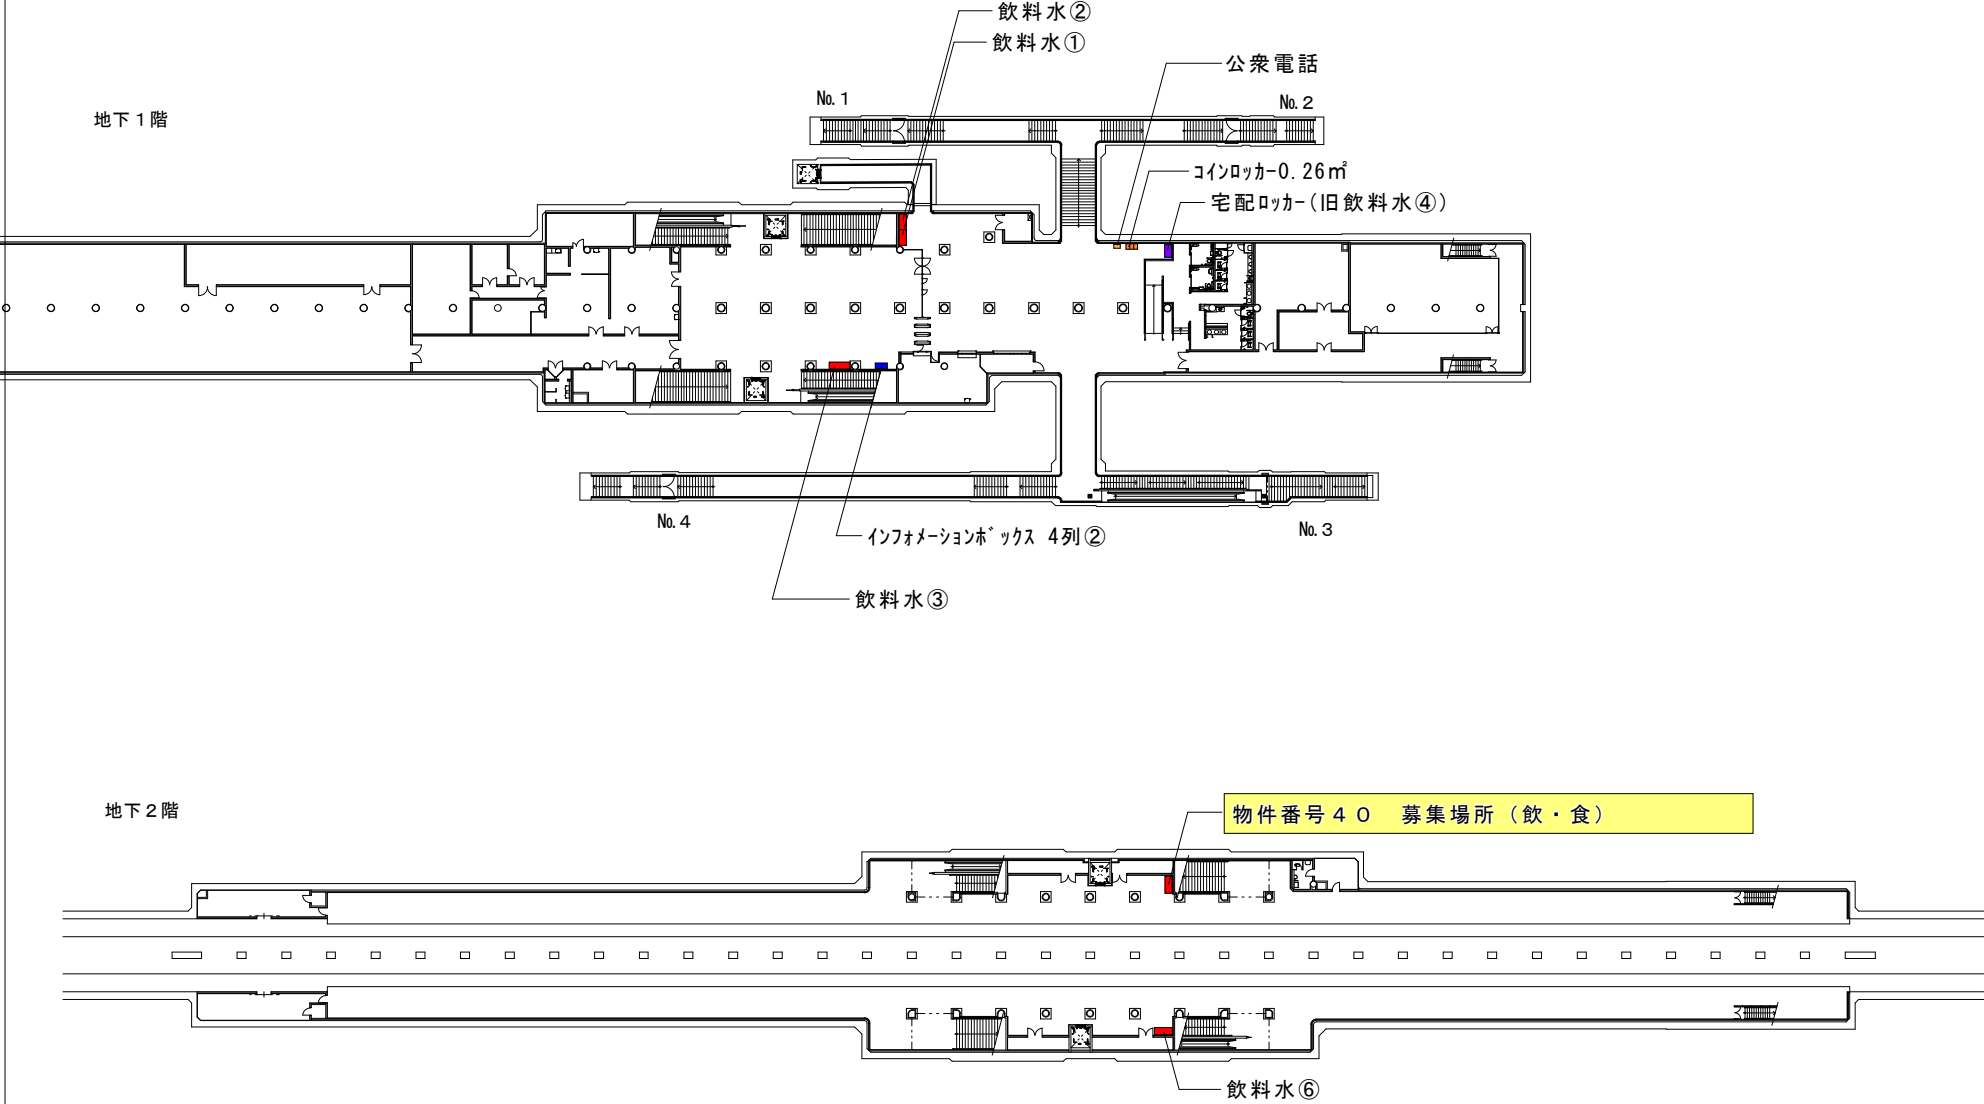 飲料水②
飲料水①
公衆電話
地下1階
№.1
№.2
コインロッカー0.26㎡
宅配ロッカー(旧飲料水④)
№.4
インフォメーションボックス 4列②
№.3
飲料水③
地下2階
物件番号40 募集場所(飲・食)
飲料水⑥